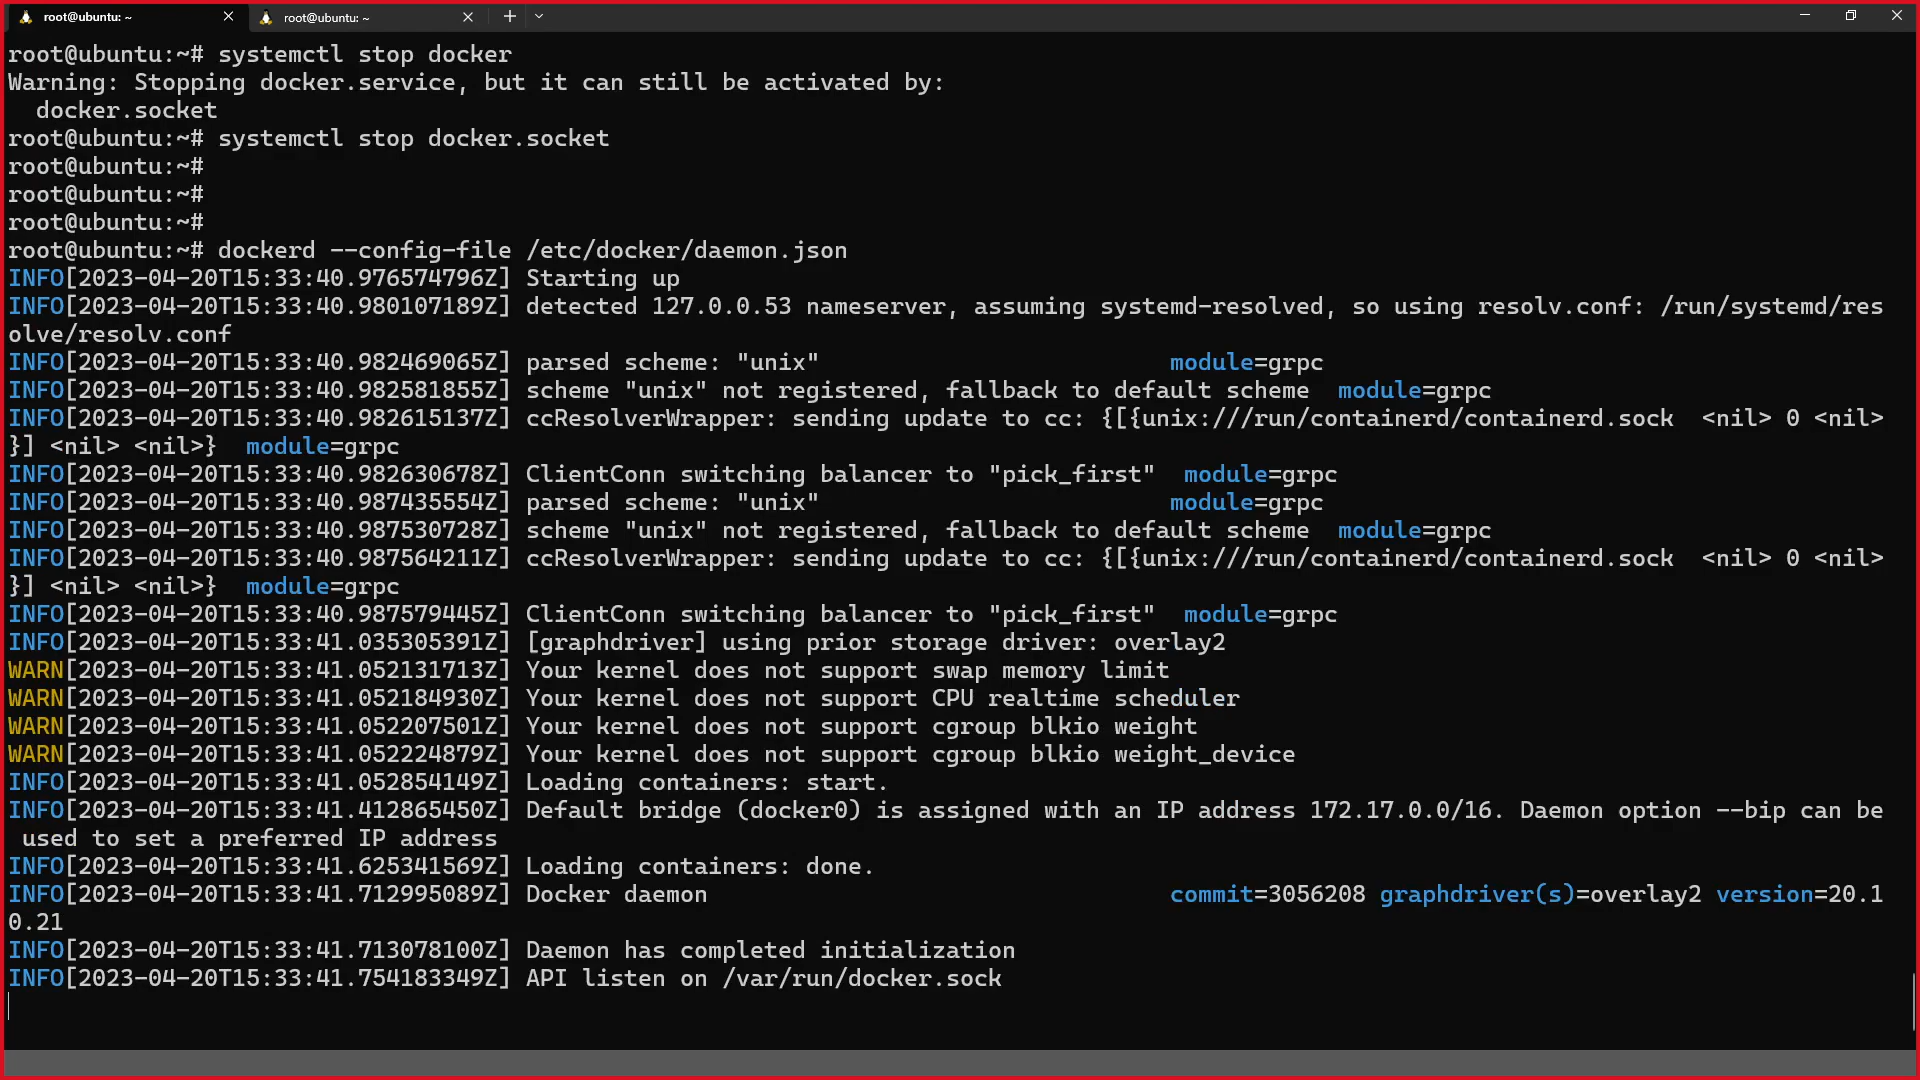 root@ubuntu: ~
root@ubuntu: ~
root@ubuntu:~# systemctl stop docker
Warning: Stopping docker.service, but it can still be activated by:
  docker.socket
root@ubuntu:~# systemctl stop docker.socket
root@ubuntu:~#
root@ubuntu:~#
root@ubuntu:~#
root@ubuntu:~# dockerd --config-file /etc/docker/daemon.json
INFO[2023-04-20T15:33:40.976574796Z] Starting up
INFO[2023-04-20T15:33:40.980107189Z] detected 127.0.0.53 nameserver, assuming systemd-resolved, so using resolv.conf: /run/systemd/res
olve/resolv.conf
INFO[2023-04-20T15:33:40.982469065Z] parsed scheme: "unix"                         module=grpc
INFO[2023-04-20T15:33:40.982581855Z] scheme "unix" not registered, fallback to default scheme  module=grpc
INFO[2023-04-20T15:33:40.982615137Z] ccResolverWrapper: sending update to cc: {[{unix:///run/containerd/containerd.sock  <nil> 0 <nil>
}] <nil> <nil>}  module=grpc
INFO[2023-04-20T15:33:40.982630678Z] ClientConn switching balancer to "pick_first"  module=grpc
INFO[2023-04-20T15:33:40.987435554Z] parsed scheme: "unix"                         module=grpc
INFO[2023-04-20T15:33:40.987530728Z] scheme "unix" not registered, fallback to default scheme  module=grpc
INFO[2023-04-20T15:33:40.987564211Z] ccResolverWrapper: sending update to cc: {[{unix:///run/containerd/containerd.sock  <nil> 0 <nil>
}] <nil> <nil>}  module=grpc
INFO[2023-04-20T15:33:40.987579445Z] ClientConn switching balancer to "pick_first"  module=grpc
INFO[2023-04-20T15:33:41.035305391Z] [graphdriver] using prior storage driver: overlay2
WARN[2023-04-20T15:33:41.052131713Z] Your kernel does not support swap memory limit
WARN[2023-04-20T15:33:41.052184930Z] Your kernel does not support CPU realtime scheduler
WARN[2023-04-20T15:33:41.052207501Z] Your kernel does not support cgroup blkio weight
WARN[2023-04-20T15:33:41.052224879Z] Your kernel does not support cgroup blkio weight_device
INFO[2023-04-20T15:33:41.052854149Z] Loading containers: start.
INFO[2023-04-20T15:33:41.412865450Z] Default bridge (docker0) is assigned with an IP address 172.17.0.0/16. Daemon option --bip can be
 used to set a preferred IP address
INFO[2023-04-20T15:33:41.625341569Z] Loading containers: done.
INFO[2023-04-20T15:33:41.712995089Z] Docker daemon                                 commit=3056208 graphdriver(s)=overlay2 version=20.1
0.21
INFO[2023-04-20T15:33:41.713078100Z] Daemon has completed initialization
INFO[2023-04-20T15:33:41.754183349Z] API listen on /var/run/docker.sock